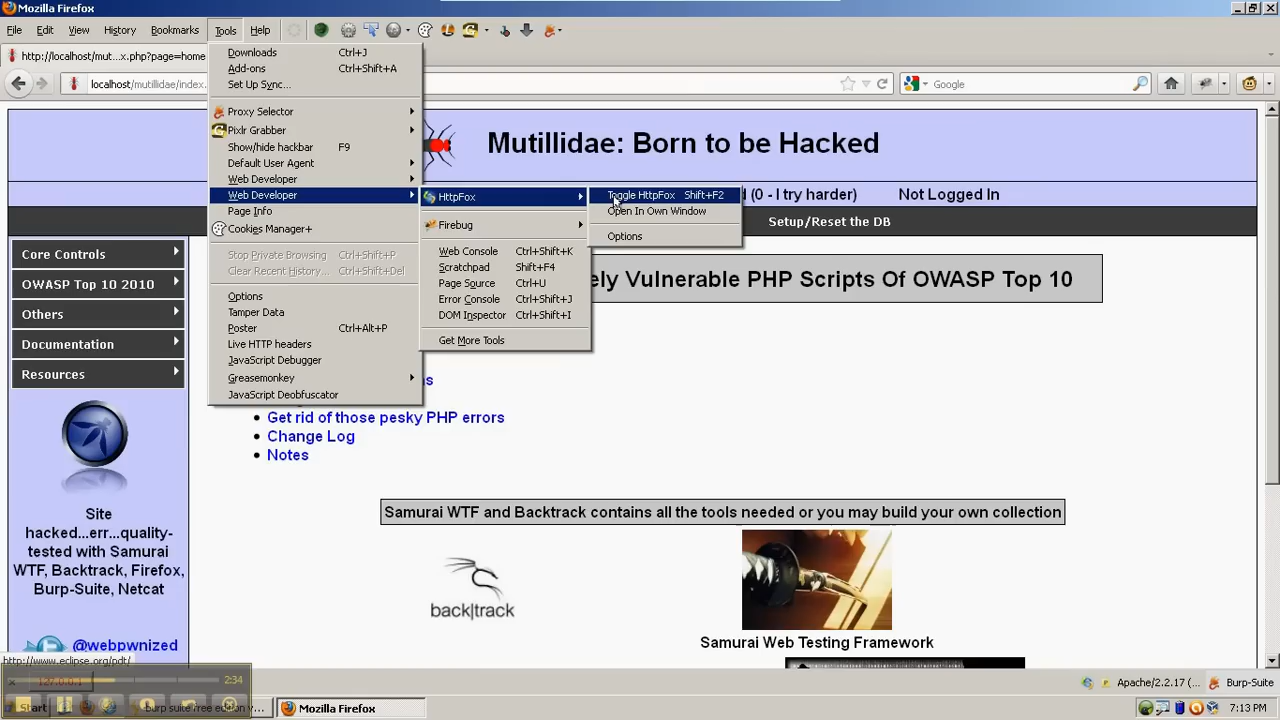 Mozilla Firefox
File Edit View History Bookmarks Tools Help
http://localhost/mut...x.php?page=home
localhost/mutillidae/index.
Google
Downloads Ctrl+J
Add-ons Ctrl+Shift+A
Set Up Sync...
Proxy Selector
Pixlr Grabber
Show/hide hackbar F9
Default User Agent
Web Developer
Web Developer
Page Info
Cookies Manager+
Stop Private Browsing Ctrl+Shift+P
Clear Recent History... Ctrl+Shift+Del
Options
Tamper Data
Poster Ctrl+Alt+P
Live HTTP headers
JavaScript Debugger
Greasemonkey
JavaScript Deobfuscator
HttpFox
Firebug
Web Console Ctrl+Shift+K
Scratchpad Shift+F4
Page Source Ctrl+U
Error Console Ctrl+Shift+J
DOM Inspector Ctrl+Shift+I
Get More Tools
Toggle HttpFox Shift+F2
Open In Own Window
Options
Mutillidae: Born to be Hacked
d (0 - I try harder) Not Logged In
Setup/Reset the DB
Core Controls
OWASP Top 10 2010
Others
Documentation
Resources
ely Vulnerable PHP Scripts Of OWASP Top 10
s
Get rid of those pesky PHP errors
Change Log
Notes
Site
hacked...err...quality-
tested with Samurai
WTF, Backtrack, Firefox,
Burp-Suite, Netcat
@webpwnized
Samurai WTF and Backtrack contains all the tools needed or you may build your own collection
back|track
Samurai Web Testing Framework
http://www.eclipse.org/pdt/
127.0.0.1
2:34
Apache/2.2.17 (... Burp-Suite
Start
burp suite free edition v...
Mozilla Firefox
7:13 PM